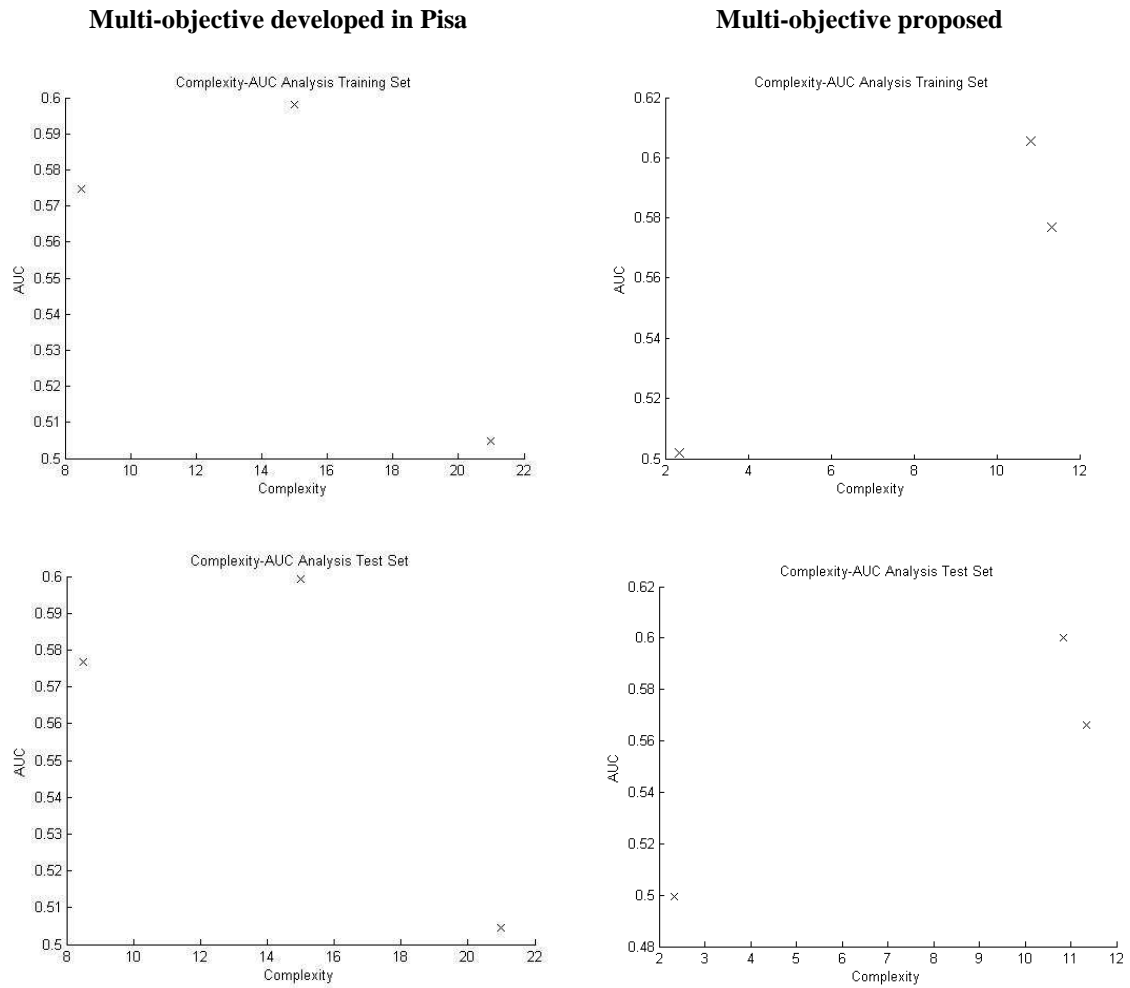 Multi-objective developed in Pisa
Multi-objective proposed
Complexity-AUC Analysis Training Set
0.6
0.59
0.58
0.57
0.56
0.55
0.54
0.53
0.52
0.51
0.5
AUC
8 10 12 14 16 18 20 22
Complexity
Complexity-AUC Analysis Training Set
0.62
0.6
0.58
0.56
0.54
0.52
0.5
AUC
2 4 6 8 10 12
Complexity
Complexity-AUC Analysis Test Set
0.6
0.59
0.58
0.57
0.56
0.55
0.54
0.53
0.52
0.51
0.5
AUC
8 10 12 14 16 18 20 22
Complexity
Complexity-AUC Analysis Test Set
0.62
0.6
0.58
0.56
0.54
0.52
0.5
0.48
AUC
2 3 4 5 6 7 8 9 10 11 12
Complexity